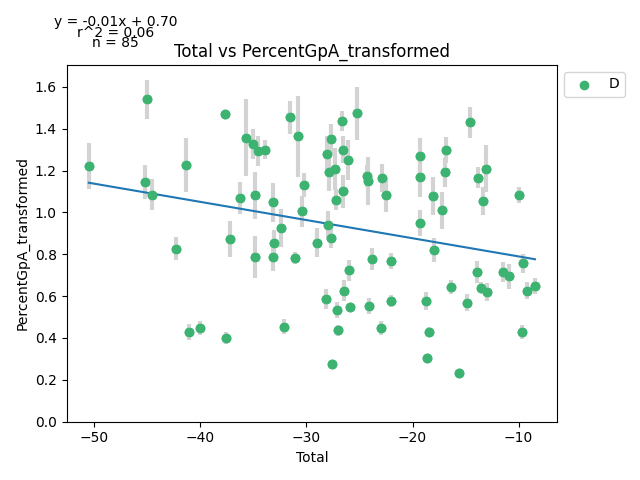 y = -0.01x + 0.70
r^2 = 0.06
n = 85
Total vs PercentGpA_transformed
D
1.6
1.4
1.2
1.0
0.8
0.6
0.4
0.2
0.0
PercentGpA_transformed
−50 −40 −30 −20 −10
Total